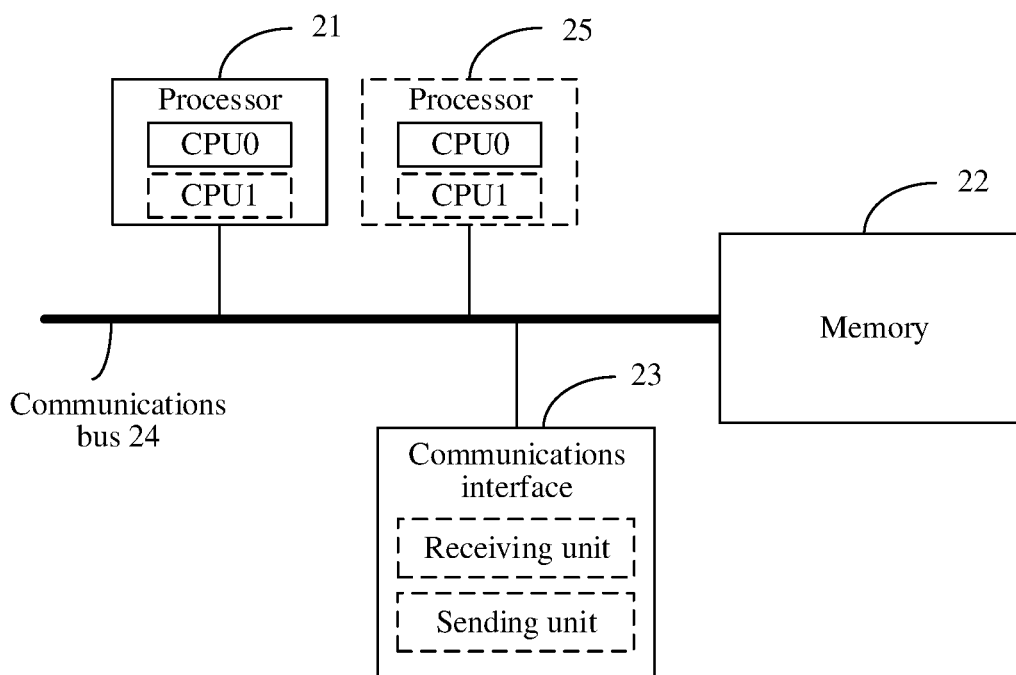 21
25
Processor
CPU0
CPU1
Processor
CPU0
CPU1
22
Memory
Communications
bus 24
23
Communications
interface
Receiving unit
Sending unit